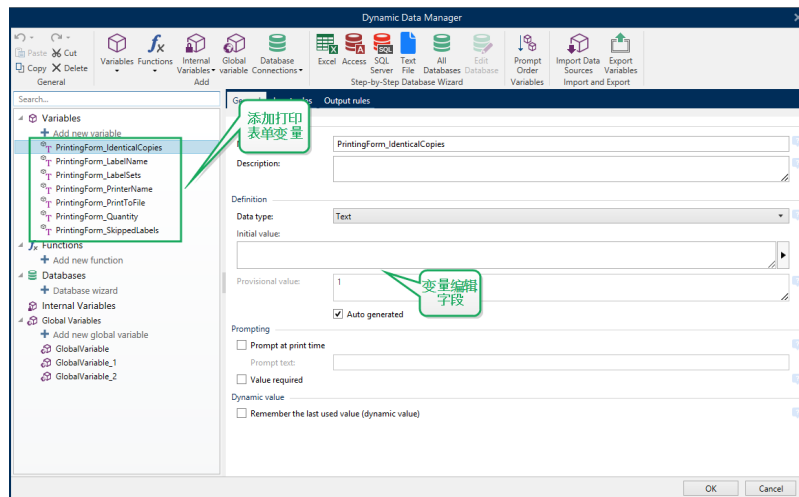 Dynamic Data Manager
Paste Cut
Copy Delete
General
Variables Functions Internal Variables Global variable Database Connections
Add
Excel Access SQL Server Text File All Databases Edit Database
Step-by-Step Database Wizard
Prompt Order
Variables
Import Data Sources Export Variables
Import and Export
Search...
Variables
Add new variable
PrintingForm_IdenticalCopies
PrintingForm_LabelName
PrintingForm_LabelSets
PrintingForm_PrinterName
PrintingForm_PrintToFile
PrintingForm_Quantity
PrintingForm_SkippedLabels
Functions
Add new function
Databases
Database wizard
Internal Variables
Global Variables
Add new global variable
GlobalVariable
GlobalVariable_1
GlobalVariable_2
添加打印
表单变量
Output rules
PrintingForm_IdenticalCopies
Description:
Definition
Data type: Text
Initial value:
Provisional value: 1
变量编辑
字段
Auto generated
Prompting
Prompt at print time
Prompt text:
Value required
Dynamic value
Remember the last used value (dynamic value)
OK Cancel